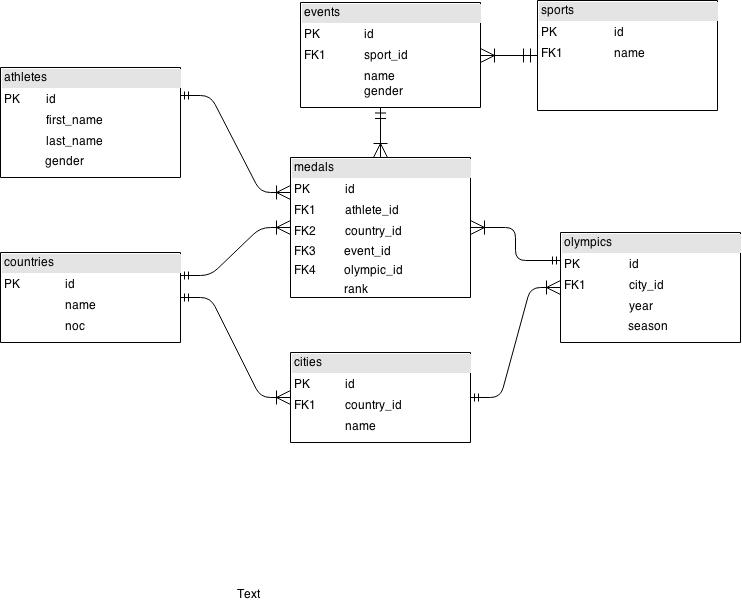 events
PK id
FK1 sport_id
name
gender
sports
PK id
FK1 name
athletes
PK id
first_name
last_name
gender
medals
PK id
FK1 athlete_id
FK2 country_id
FK3 event_id
FK4 olympic_id
rank
countries
PK id
name
noc
olympics
PK id
FK1 city_id
year
season
cities
PK id
FK1 country_id
name
Text